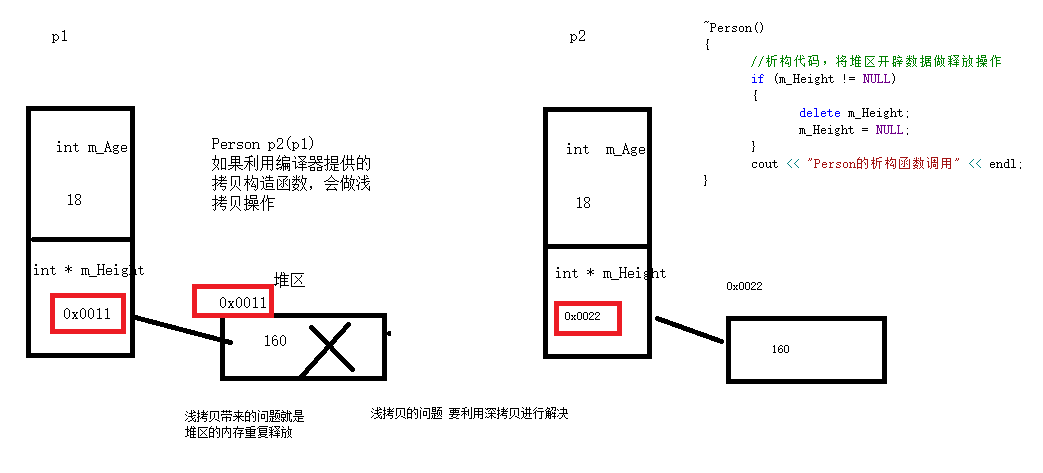 p1
int m_Age
18
int * m_Height
0x0011
Person p2(p1)
如果利用编译器提供的
拷贝构造函数，会做浅
拷贝操作
堆区
0x0011
160
浅拷贝带来的问题就是
堆区的内存重复释放
浅拷贝的问题 要利用深拷贝进行解决
p2
int m_Age
18
int * m_Height
0x0022
0x0022
160
~Person()
{
//析构代码，将堆区开辟数据做释放操作
if (m_Height != NULL)
{
delete m_Height;
m_Height = NULL;
}
cout << "Person的析构函数调用" << endl;
}